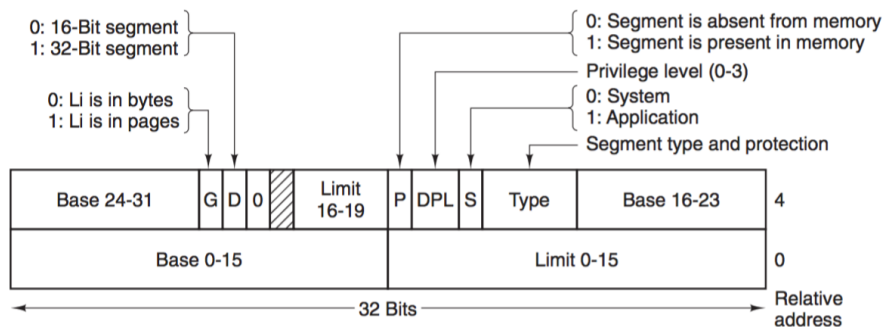 0: 16-Bit segment
1: 32-Bit segment
0: Li is in bytes
1: Li is in pages
0: Segment is absent from memory
1: Segment is present in memory
Privilege level (0-3)
0: System
1: Application
Segment type and protection
Base 24-31 G D 0 Limit 16-19 P DPL S Type Base 16-23 4
Base 0-15 Limit 0-15 0
32 Bits
Relative
address